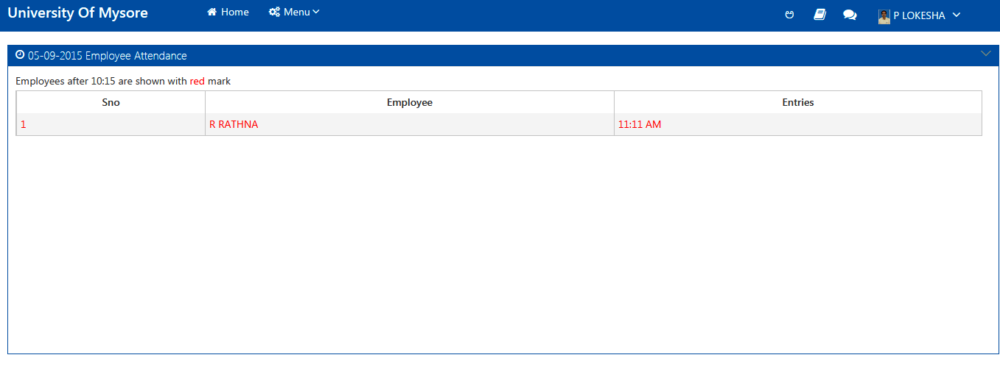 University Of Mysore
Home
Menu
ಆ
P LOKESHA
05-09-2015 Employee Attendance
Employees after 10:15 are shown with red mark
Sno Employee Entries
1 R RATHNA 11:11 AM